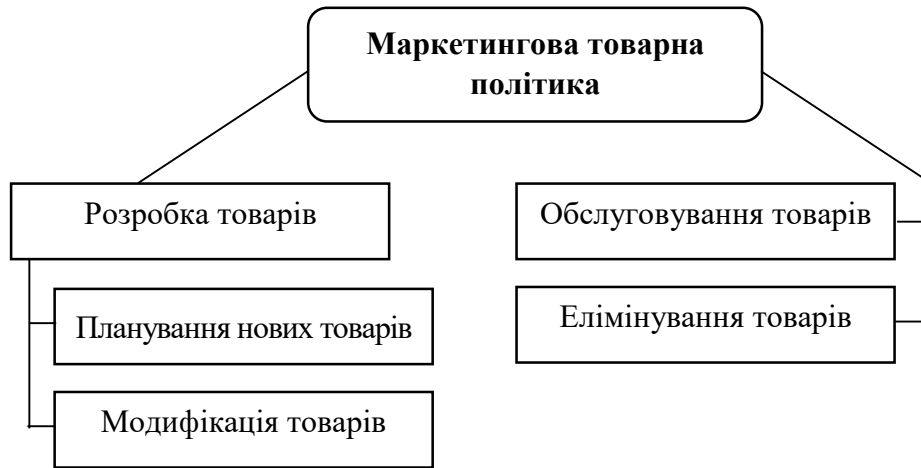 Маркетингова товарна
політика
Розробка товарів
Обслуговування товарів
Планування нових товарів
Елімінування товарів
Модифікація товарів